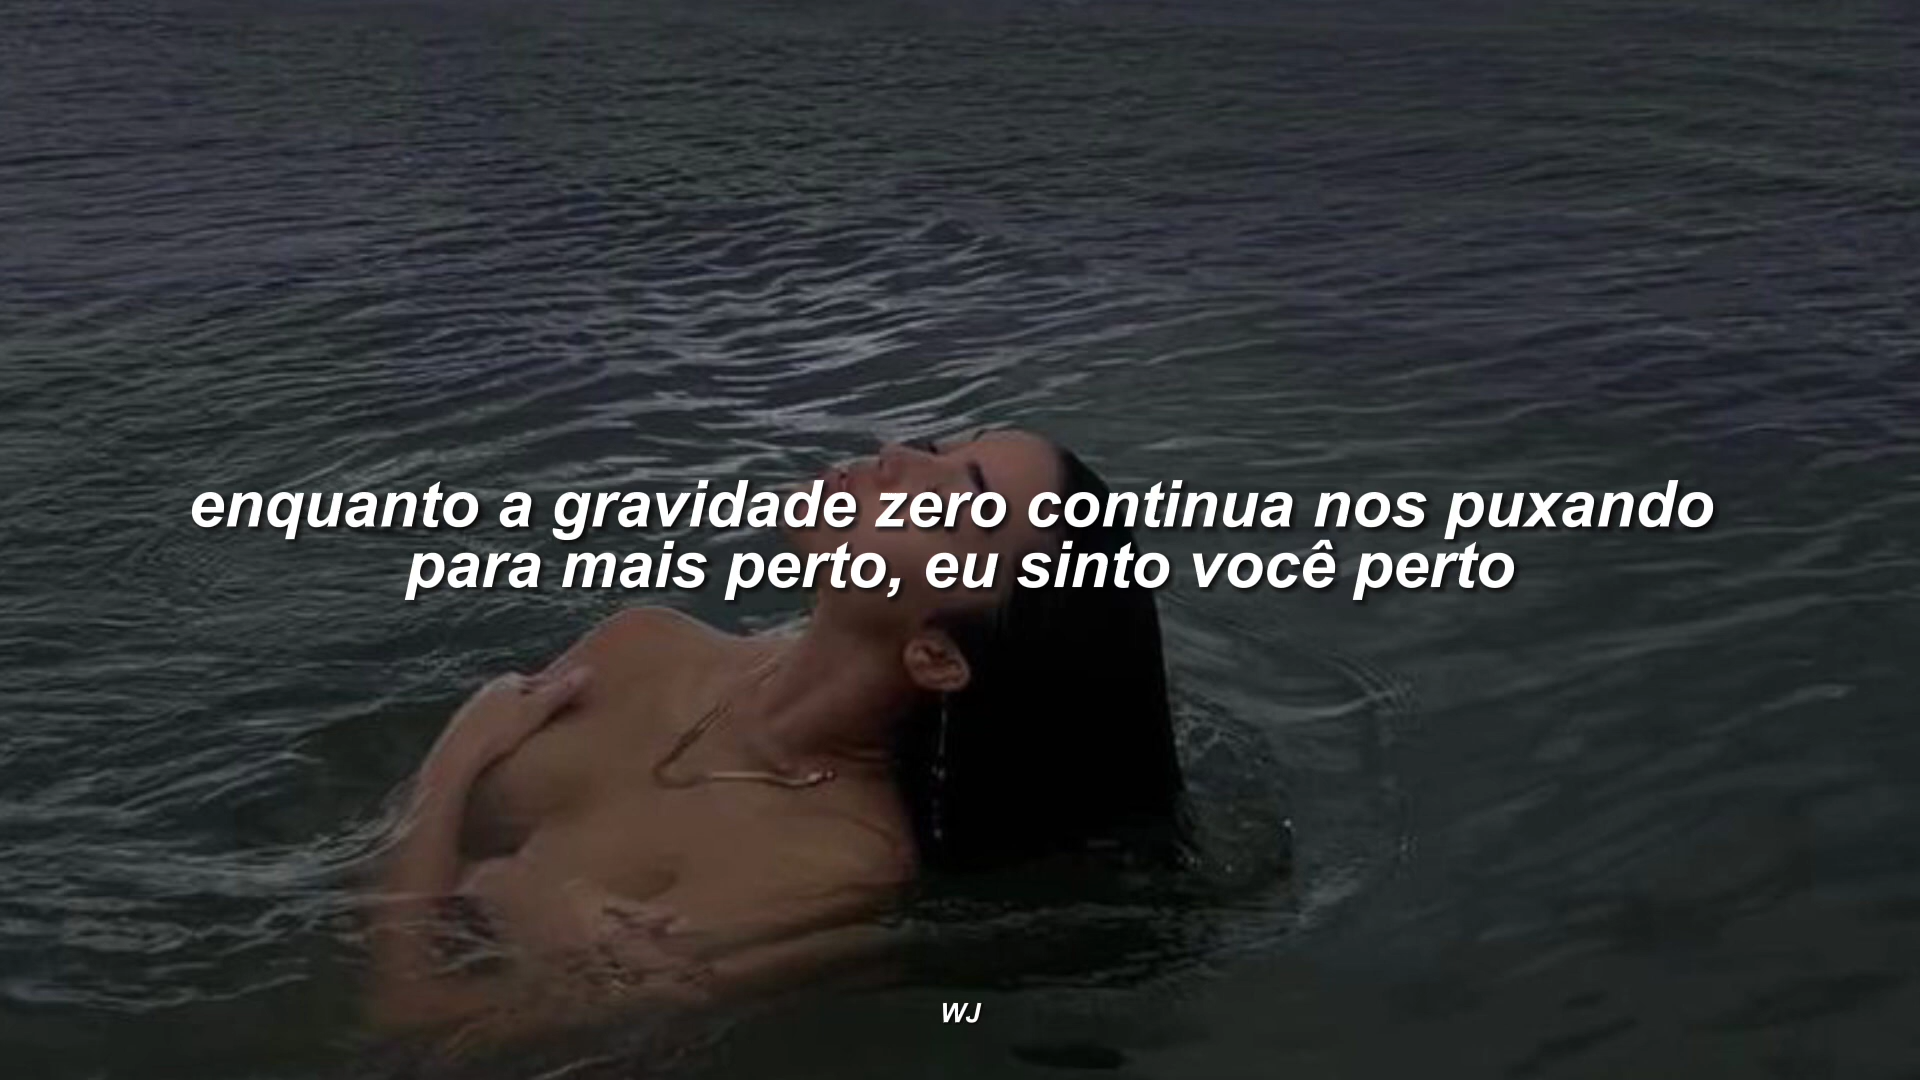 enquanto a gravidade zero continua nos puxando
para mais perto, eu sinto você perto
WJ